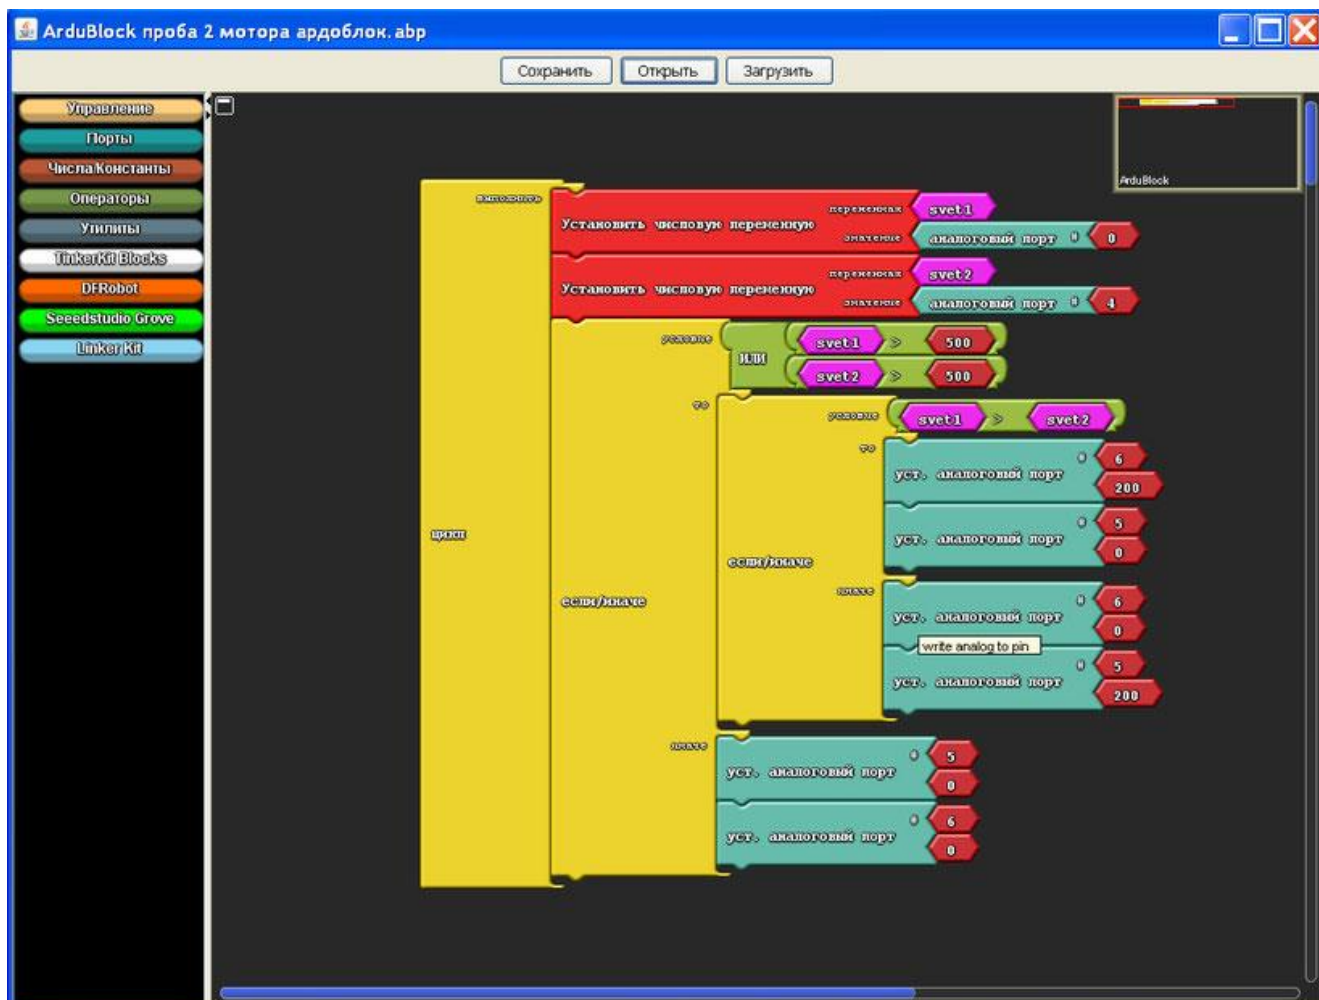 ArduBlock проба 2 мотора ардоблок.abp
Сохранить Открыть Загрузить
Управление
Порты
Числа/Константы
Операторы
Утилиты
TinkerKit Blocks
DFRobot
Seeedstudio Grove
Linker Kit
ArduBlock
цикл
выполнить
Установить числовую переменную
переменная svet1
значение аналоговый порт # 0
Установить числовую переменную
переменная svet2
значение аналоговый порт # 4
если/иначе
условие
ИЛИ
svet1 > 500
svet2 > 500
то
если/иначе
условие svet1 > svet2
то
уст. аналоговый порт # 6
200
уст. аналоговый порт # 5
0
иначе
уст. аналоговый порт # 6
0
write analog to pin
уст. аналоговый порт # 5
200
иначе
уст. аналоговый порт # 5
0
уст. аналоговый порт # 6
0